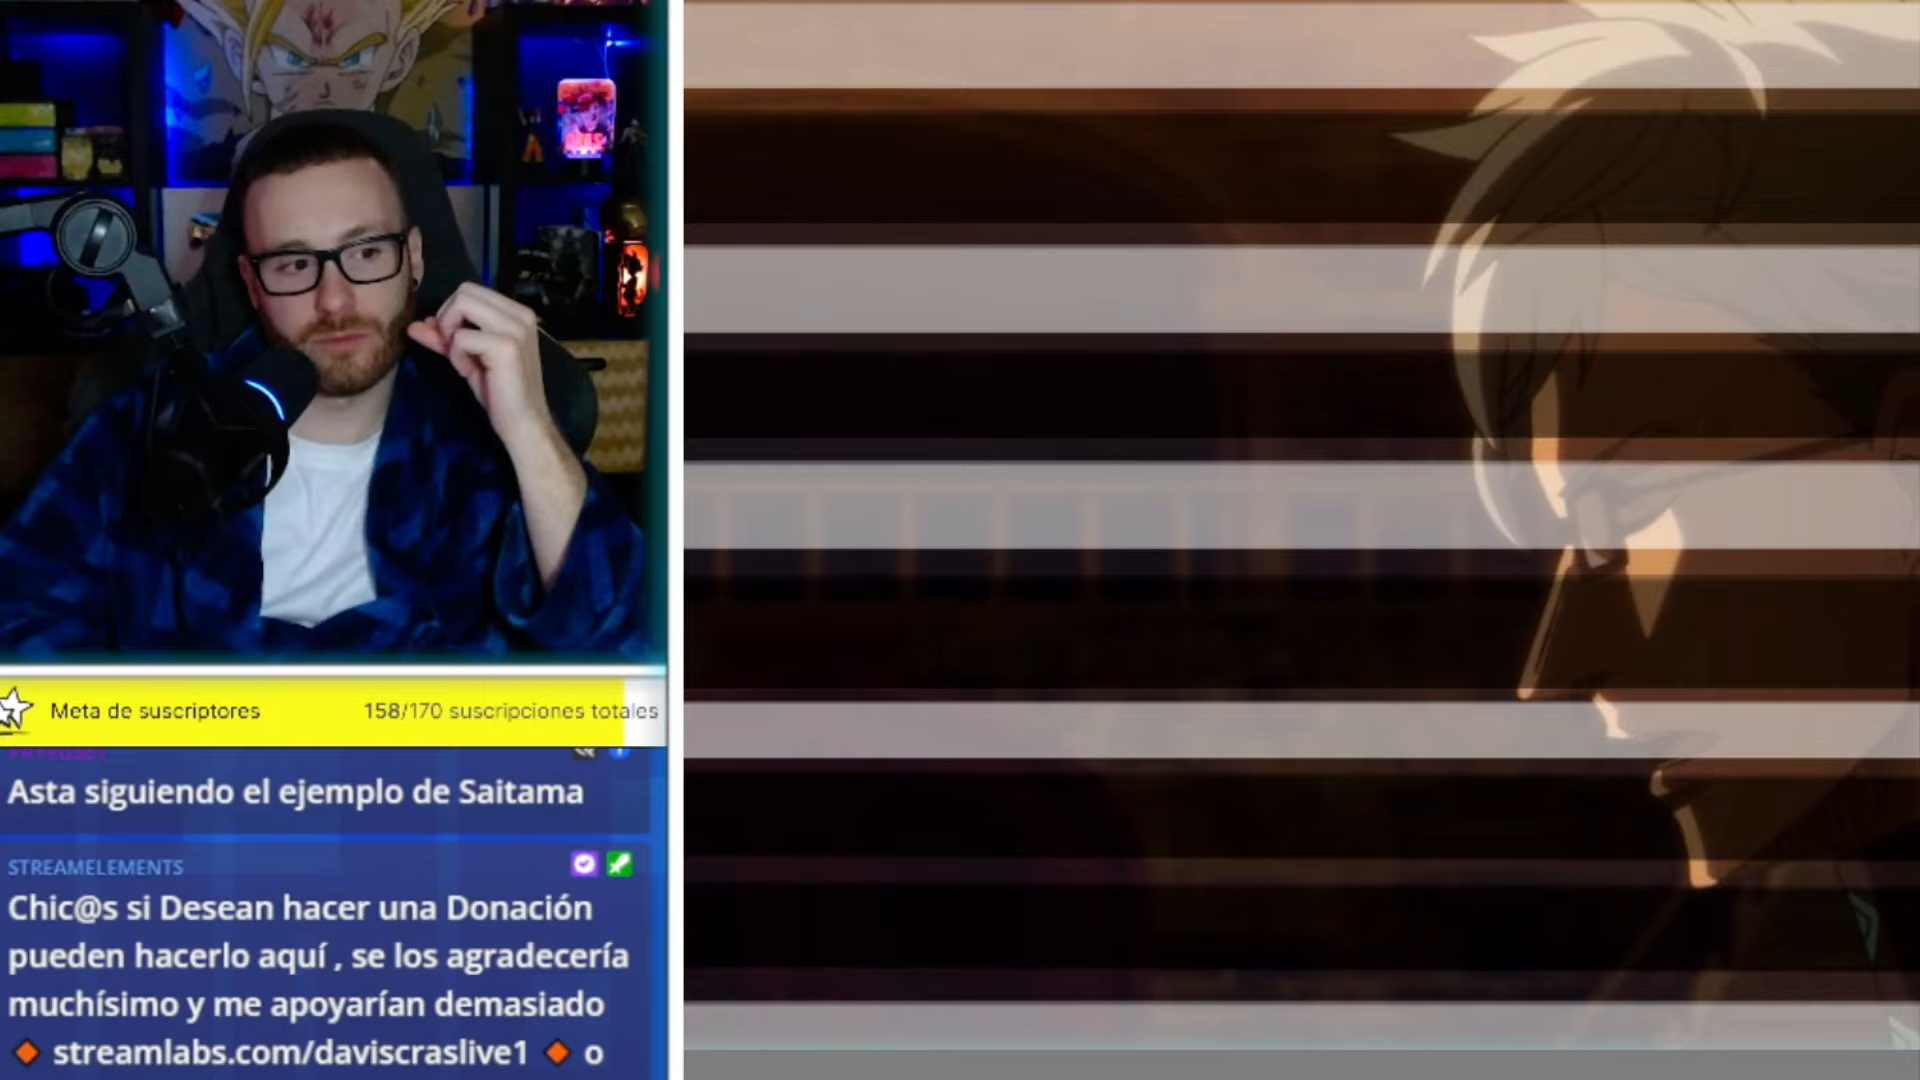 Meta de suscriptores 158/170 suscripciones totales
Asta siguiendo el ejemplo de Saitama
STREAMELEMENTS
Chic@s si Desean hacer una Donación
pueden hacerlo aquí , se los agradecería
muchísimo y me apoyarían demasiado
🔸 streamlabs.com/daviscraslive1 🔸 o